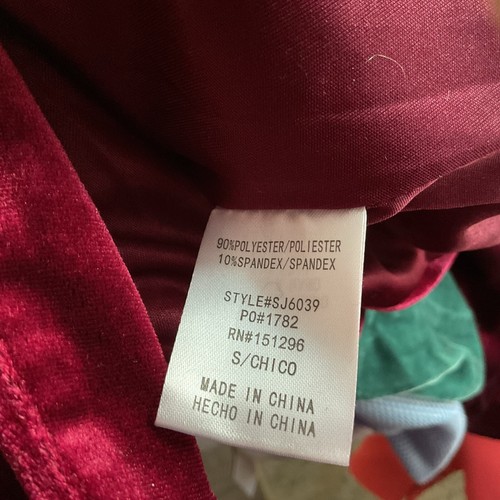 90%POLYESTER/POLIESTER
10%SPANDEX/SPANDEX
STYLE#SJ6039
PO#1782
RN#151296
S/CHICO
MADE IN CHINA
HECHO IN CHINA